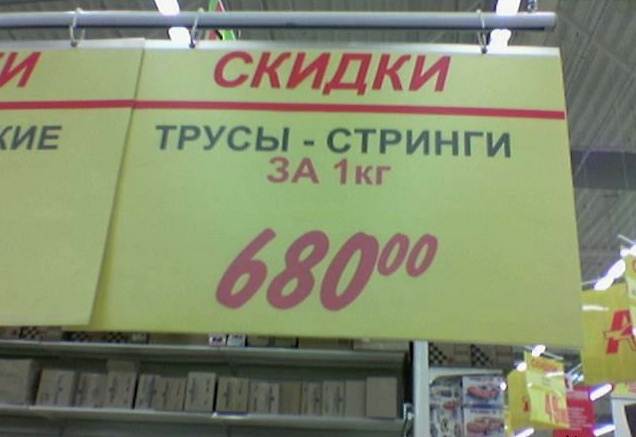 И
КИЕ
СКИДКИ
ТРУСЫ - СТРИНГИ
ЗА 1кг
680⁰⁰